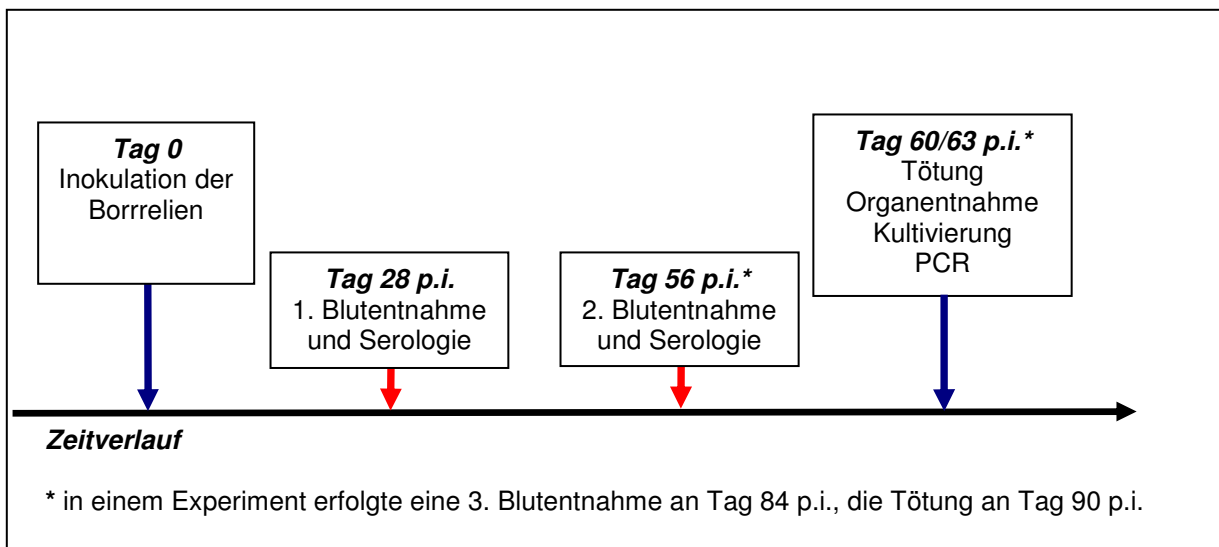 Tag 0
Inokulation der
Borrrelien
Tag 28 p.i.
1. Blutentnahme
und Serologie
Tag 56 p.i.*
2. Blutentnahme
und Serologie
Tag 60/63 p.i.*
Tötung
Organentnahme
Kultivierung
PCR
Zeitverlauf
* in einem Experiment erfolgte eine 3. Blutentnahme an Tag 84 p.i., die Tötung an Tag 90 p.i.